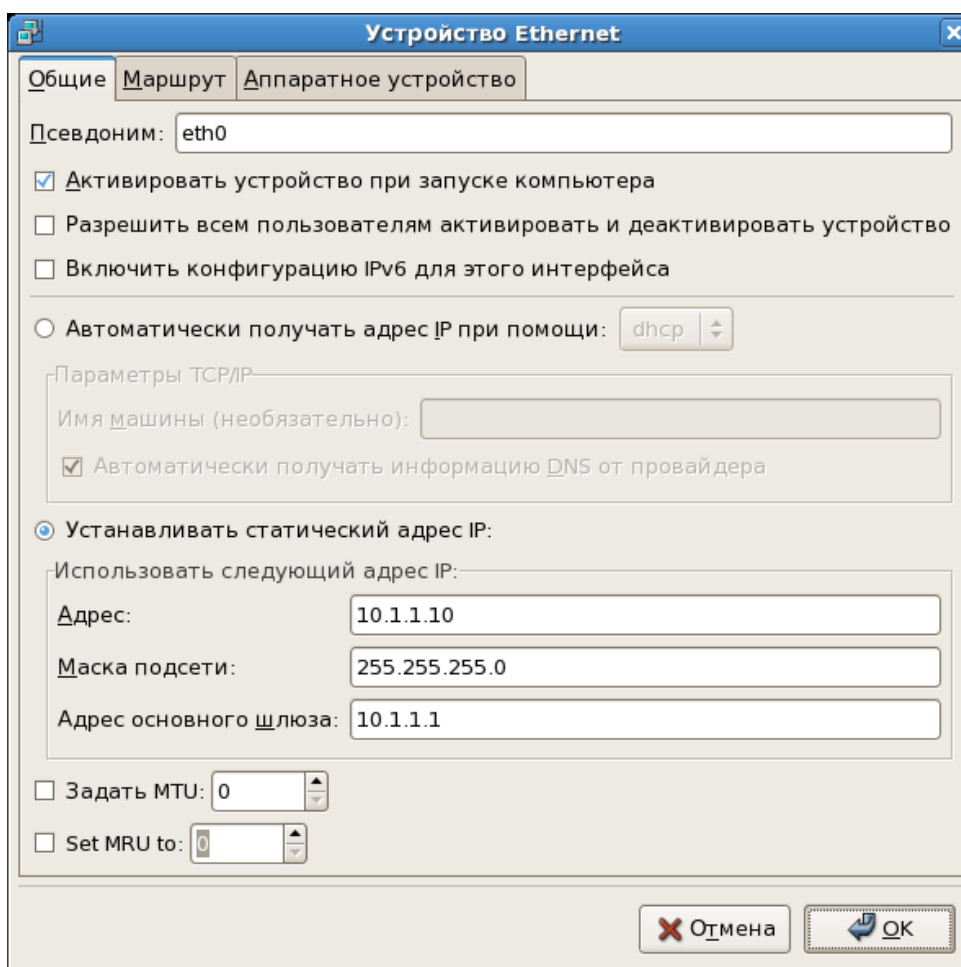 Устройство Ethernet
Общие Маршрут Аппаратное устройство
Псевдоним: eth0
Активировать устройство при запуске компьютера
Разрешить всем пользователям активировать и деактивировать устройство
Включить конфигурацию IPv6 для этого интерфейса
Автоматически получать адрес IP при помощи: dhcp
Параметры TCP/IP
Имя машины (необязательно):
Автоматически получать информацию DNS от провайдера
Устанавливать статический адрес IP:
Использовать следующий адрес IP:
Адрес: 10.1.1.10
Маска подсети: 255.255.255.0
Адрес основного шлюза: 10.1.1.1
Задать MTU: 0
Set MRU to: 0
Отмена OK